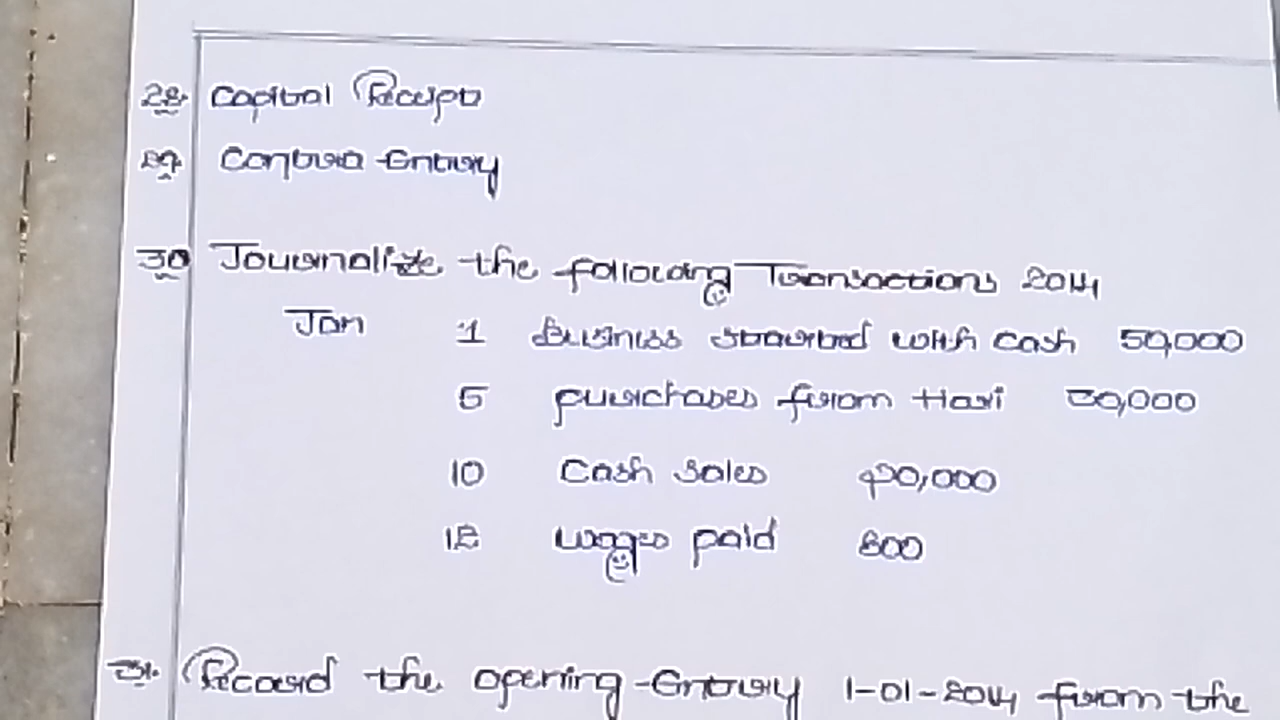 28. Capital Receipt
29. Contra Entry
30 Journalize the following Transactions 2014
Jan 1 Business started with cash 50,000
5 purchases from Hari 30,000
10 Cash sales 90,000
12 wages paid
31. Record the opening Entry 1-01-2014 from the